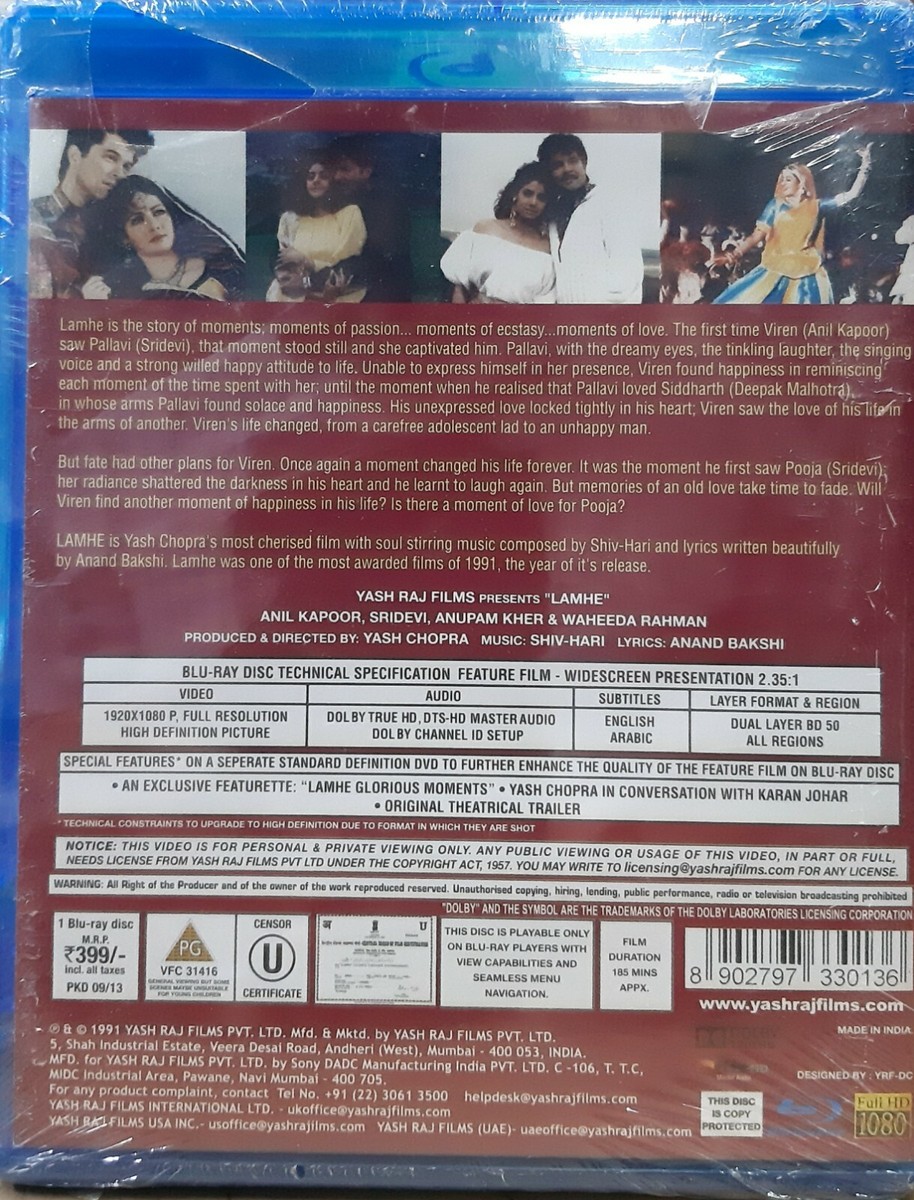 Lamhe is the story of moments; moments of passion... moments of ecstasy...moments of love. The first time Viren (Anil Kapoor)
saw Pallavi (Sridevi), that moment stood still and she captivated him. Pallavi, with the dreamy eyes, the tinkling laughter, the singing
voice and a strong willed happy attitude to life. Unable to express himself in her presence, Viren found happiness in reminiscing
each moment of the time spent with her; until the moment when he realised that Pallavi loved Siddharth (Deepak Malhotra),
in whose arms Pallavi found solace and happiness. His unexpressed love locked tightly in his heart; Viren saw the love of his life in
the arms of another. Viren's life changed, from a carefree adolescent lad to an unhappy man.
But fate had other plans for Viren. Once again a moment changed his life forever. It was the moment he first saw Pooja (Sridevi);
her radiance shattered the darkness in his heart and he learnt to laugh again. But memories of an old love take time to fade. Will
Viren find another moment of happiness in his life? Is there a moment of love for Pooja?
LAMHE is Yash Chopra's most cherised film with soul stirring music composed by Shiv-Hari and lyrics written beautifully
by Anand Bakshi. Lamhe was one of the most awarded films of 1991, the year of it's release.
YASH RAJ FILMS PRESENTS "LAMHE"
ANIL KAPOOR, SRIDEVI, ANUPAM KHER & WAHEEDA RAHMAN
PRODUCED & DIRECTED BY: YASH CHOPRA MUSIC: SHIV-HARI LYRICS: ANAND BAKSHI
BLU-RAY DISC TECHNICAL SPECIFICATION FEATURE FILM - WIDESCREEN PRESENTATION 2.35:1
VIDEO AUDIO SUBTITLES LAYER FORMAT & REGION
1920X1080 P, FULL RESOLUTION DOLBY TRUE HD, DTS-HD MASTER AUDIO ENGLISH DUAL LAYER BD 50
HIGH DEFINITION PICTURE DOLBY CHANNEL ID SETUP ARABIC ALL REGIONS
SPECIAL FEATURES* ON A SEPERATE STANDARD DEFINITION DVD TO FURTHER ENHANCE THE QUALITY OF THE FEATURE FILM ON BLU-RAY DISC
• AN EXCLUSIVE FEATURETTE: "LAMHE GLORIOUS MOMENTS" • YASH CHOPRA IN CONVERSATION WITH KARAN JOHAR
• ORIGINAL THEATRICAL TRAILER
* TECHNICAL CONSTRAINTS TO UPGRADE TO HIGH DEFINITION DUE TO FORMAT IN WHICH THEY ARE SHOT
NOTICE: THIS VIDEO IS FOR PERSONAL & PRIVATE VIEWING ONLY. ANY PUBLIC VIEWING OR USAGE OF THIS VIDEO, IN PART OR FULL,
NEEDS LICENSE FROM YASH RAJ FILMS PVT LTD UNDER THE COPYRIGHT ACT, 1957. YOU MAY WRITE TO licensing@yashrajfilms.com FOR ANY LICENSE.
WARNING: All Right of the Producer and of the owner of the work reproduced reserved. Unauthorised copying, hiring, lending, public performance, radio or television broadcasting prohibited
"DOLBY" AND THE SYMBOL ARE THE TRADEMARKS OF THE DOLBY LABORATORIES LICENSING CORPORATION
1 Blu-ray disc
M.R.P.
₹399/-
incl. all taxes
PKD 09/13
PG
VFC 31416
GENERAL VIEWING BUT SOME
SCENES MAYBE UNSUITABLE
FOR YOUNG CHILDREN
CENSOR
U
CERTIFICATE
अ U
THIS DISC IS PLAYABLE ONLY
ON BLU-RAY PLAYERS WITH
VIEW CAPABILITIES AND
SEAMLESS MENU
NAVIGATION.
FILM
DURATION
185 MINS
APPX.
8 902797 330136
www.yashrajfilms.com
℗ & © 1991 YASH RAJ FILMS PVT. LTD. Mfd. & Mktd. by YASH RAJ FILMS PVT. LTD.
5, Shah Industrial Estate, Veera Desai Road, Andheri (West), Mumbai - 400 053, INDIA.
MFD. for YASH RAJ FILMS PVT. LTD. by Sony DADC Manufacturing India PVT. LTD. C -106, T. T.C,
MIDC Industrial Area, Pawane, Navi Mumbai - 400 705.
For any product complaint, contact Tel No. +91 (22) 3061 3500 helpdesk@yashrajfilms.com
YASH RAJ FILMS INTERNATIONAL LTD. - ukoffice@yashrajfilms.com
YASH RAJ FILMS USA INC.- usoffice@yashrajfilms.com YASH RAJ FILMS (UAE)- uaeoffice@yashrajfilms.com
MADE IN INDIA
DESIGNED BY : YRF-DC
THIS DISC
IS COPY
PROTECTED
Full HD
1080